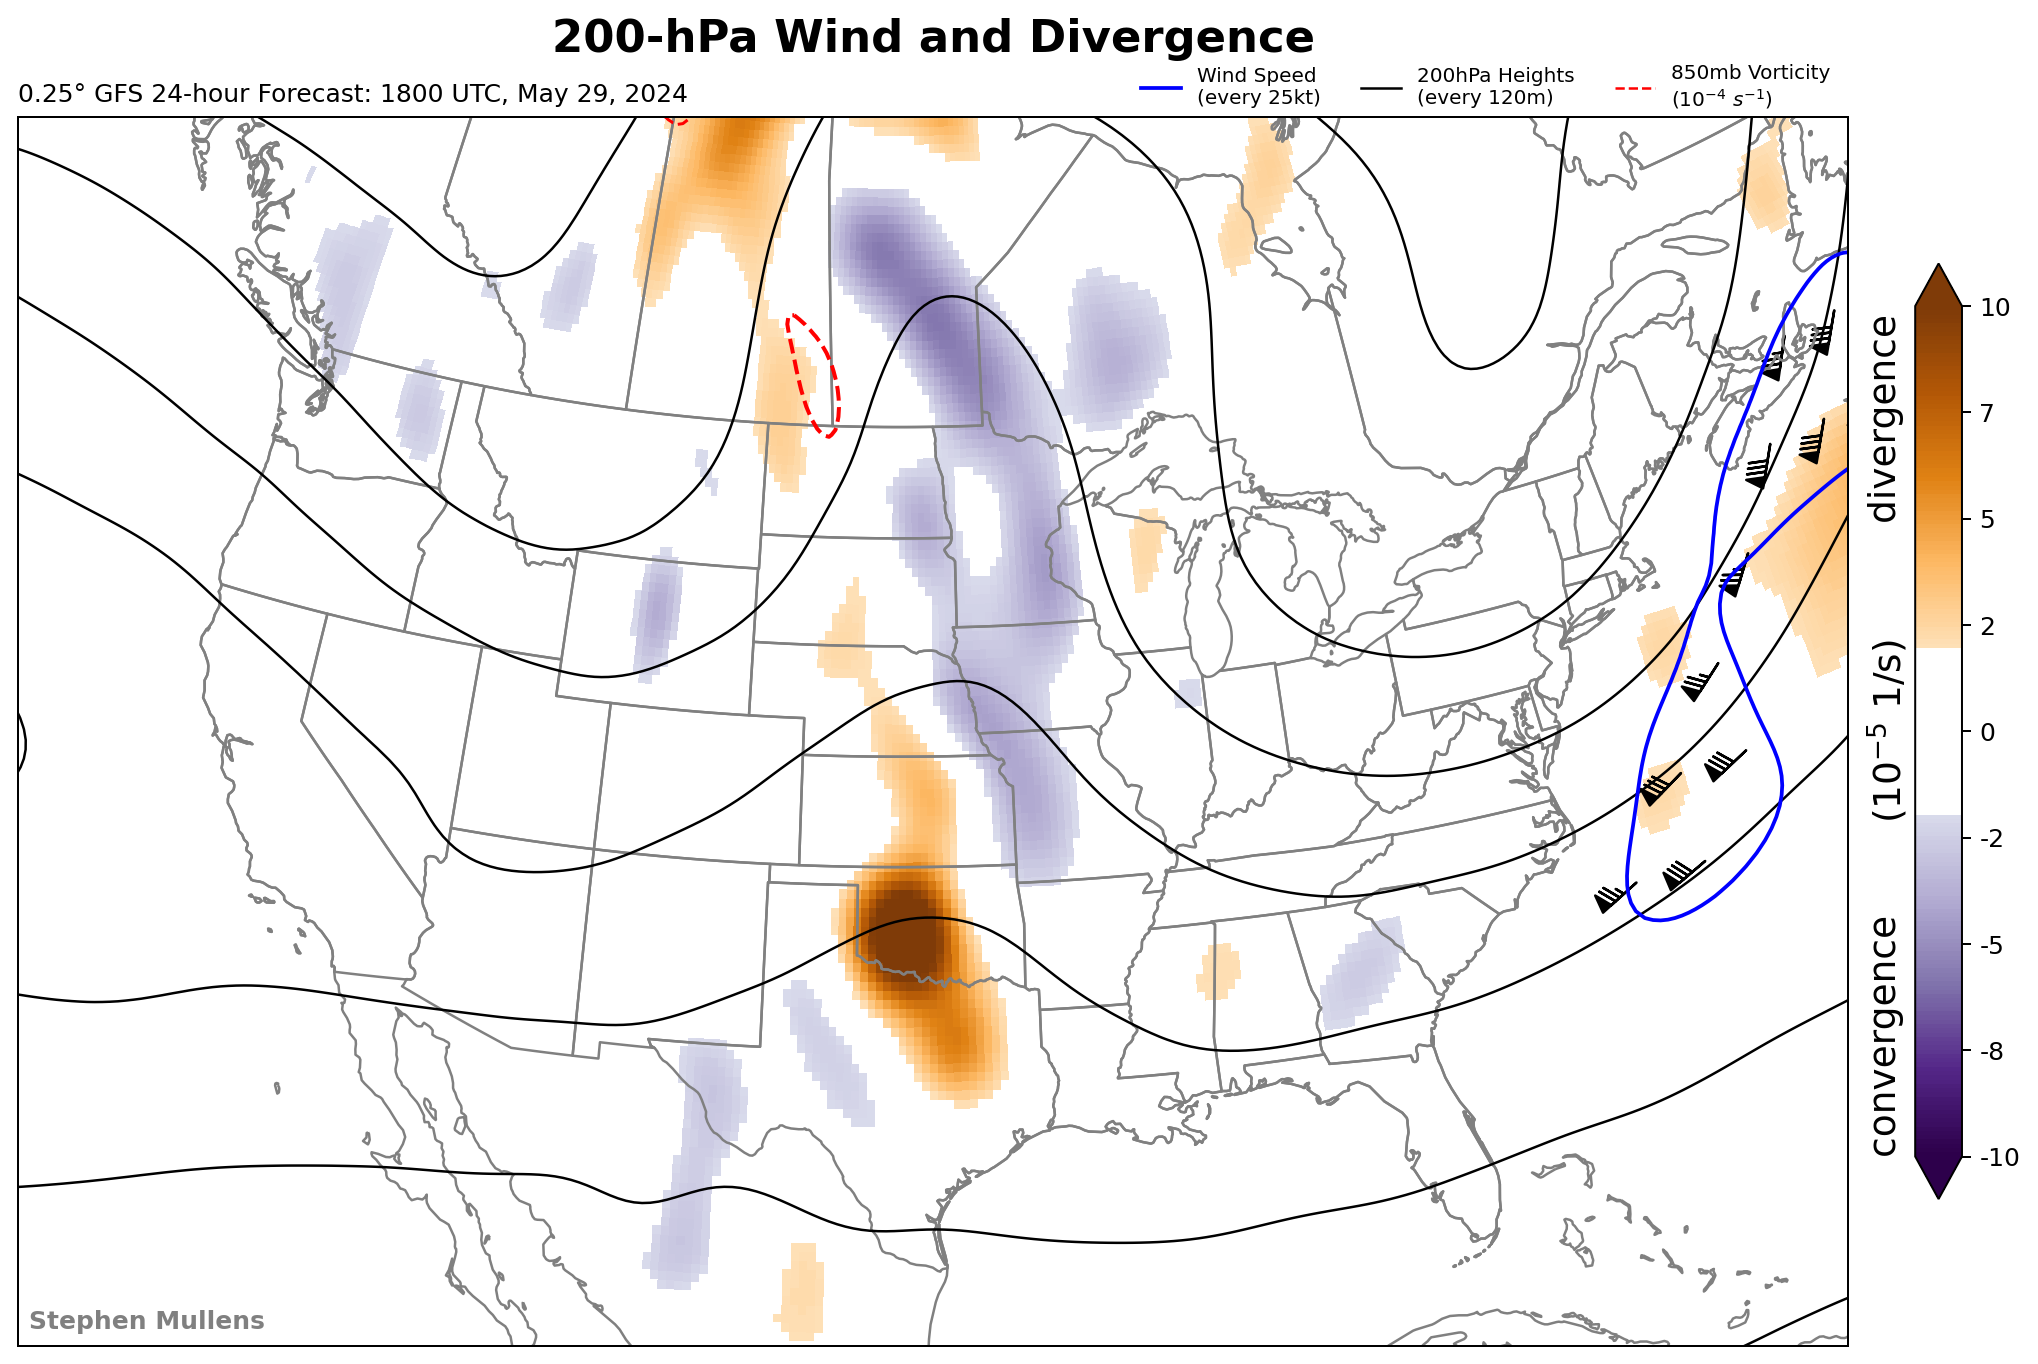 200-hPa Wind and Divergence
0.25° GFS 24-hour Forecast: 1800 UTC, May 29, 2024
Wind Speed
(every 25kt)
200hPa Heights
(every 120m)
850mb Vorticity
(10⁻⁴ s⁻¹)
10
7
5
2
0
-2
-5
-8
-10
convergence (10⁻⁵ 1/s) divergence
Stephen Mullens